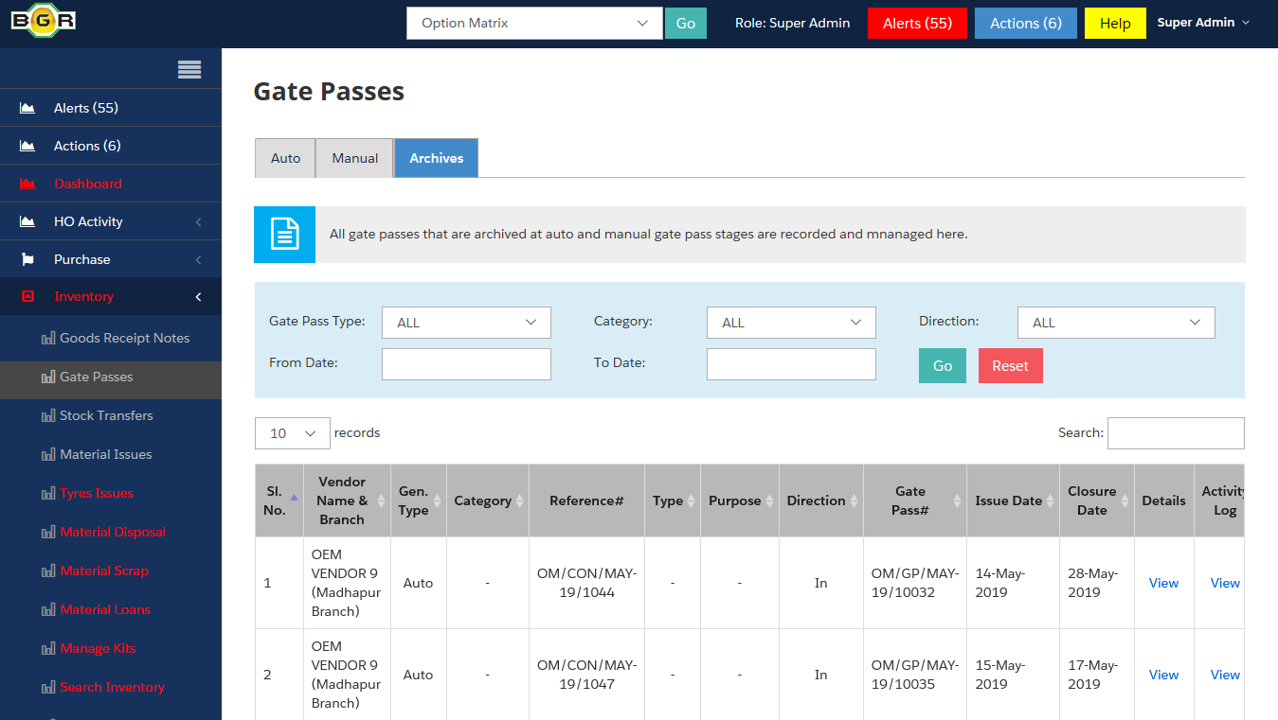 BGR
Option Matrix
Go
Role: Super Admin
Alerts (55)
Actions (6)
Help
Super Admin
Alerts (55)
Actions (6)
Dashboard
HO Activity
Purchase
Inventory
Goods Receipt Notes
Gate Passes
Stock Transfers
Material Issues
Tyres Issues
Material Disposal
Material Scrap
Material Loans
Manage Kits
Search Inventory
Gate Passes
Auto
Manual
Archives
All gate passes that are archived at auto and manual gate pass stages are recorded and mnanaged here.
Gate Pass Type: ALL
Category: ALL
Direction: ALL
From Date:
To Date:
Go
Reset
10 records
Search:
Sl. No.
Vendor Name & Branch
Gen. Type
Category
Reference#
Type
Purpose
Direction
Gate Pass#
Issue Date
Closure Date
Details
Activity Log
1
OEM VENDOR 9 (Madhapur Branch)
Auto
-
OM/CON/MAY-19/1044
-
-
In
OM/GP/MAY-19/10032
14-May-2019
28-May-2019
View
View
2
OEM VENDOR 9 (Madhapur Branch)
Auto
-
OM/CON/MAY-19/1047
-
-
In
OM/GP/MAY-19/10035
15-May-2019
17-May-2019
View
View